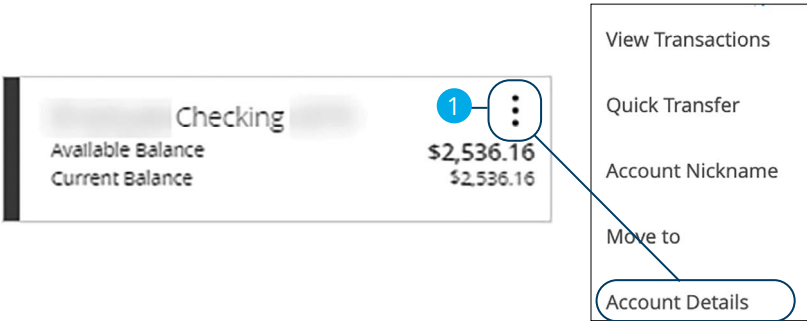 Checking
1
Available Balance $2,536.16
Current Balance $2,536.16
View Transactions
Quick Transfer
Account Nickname
Move to
Account Details